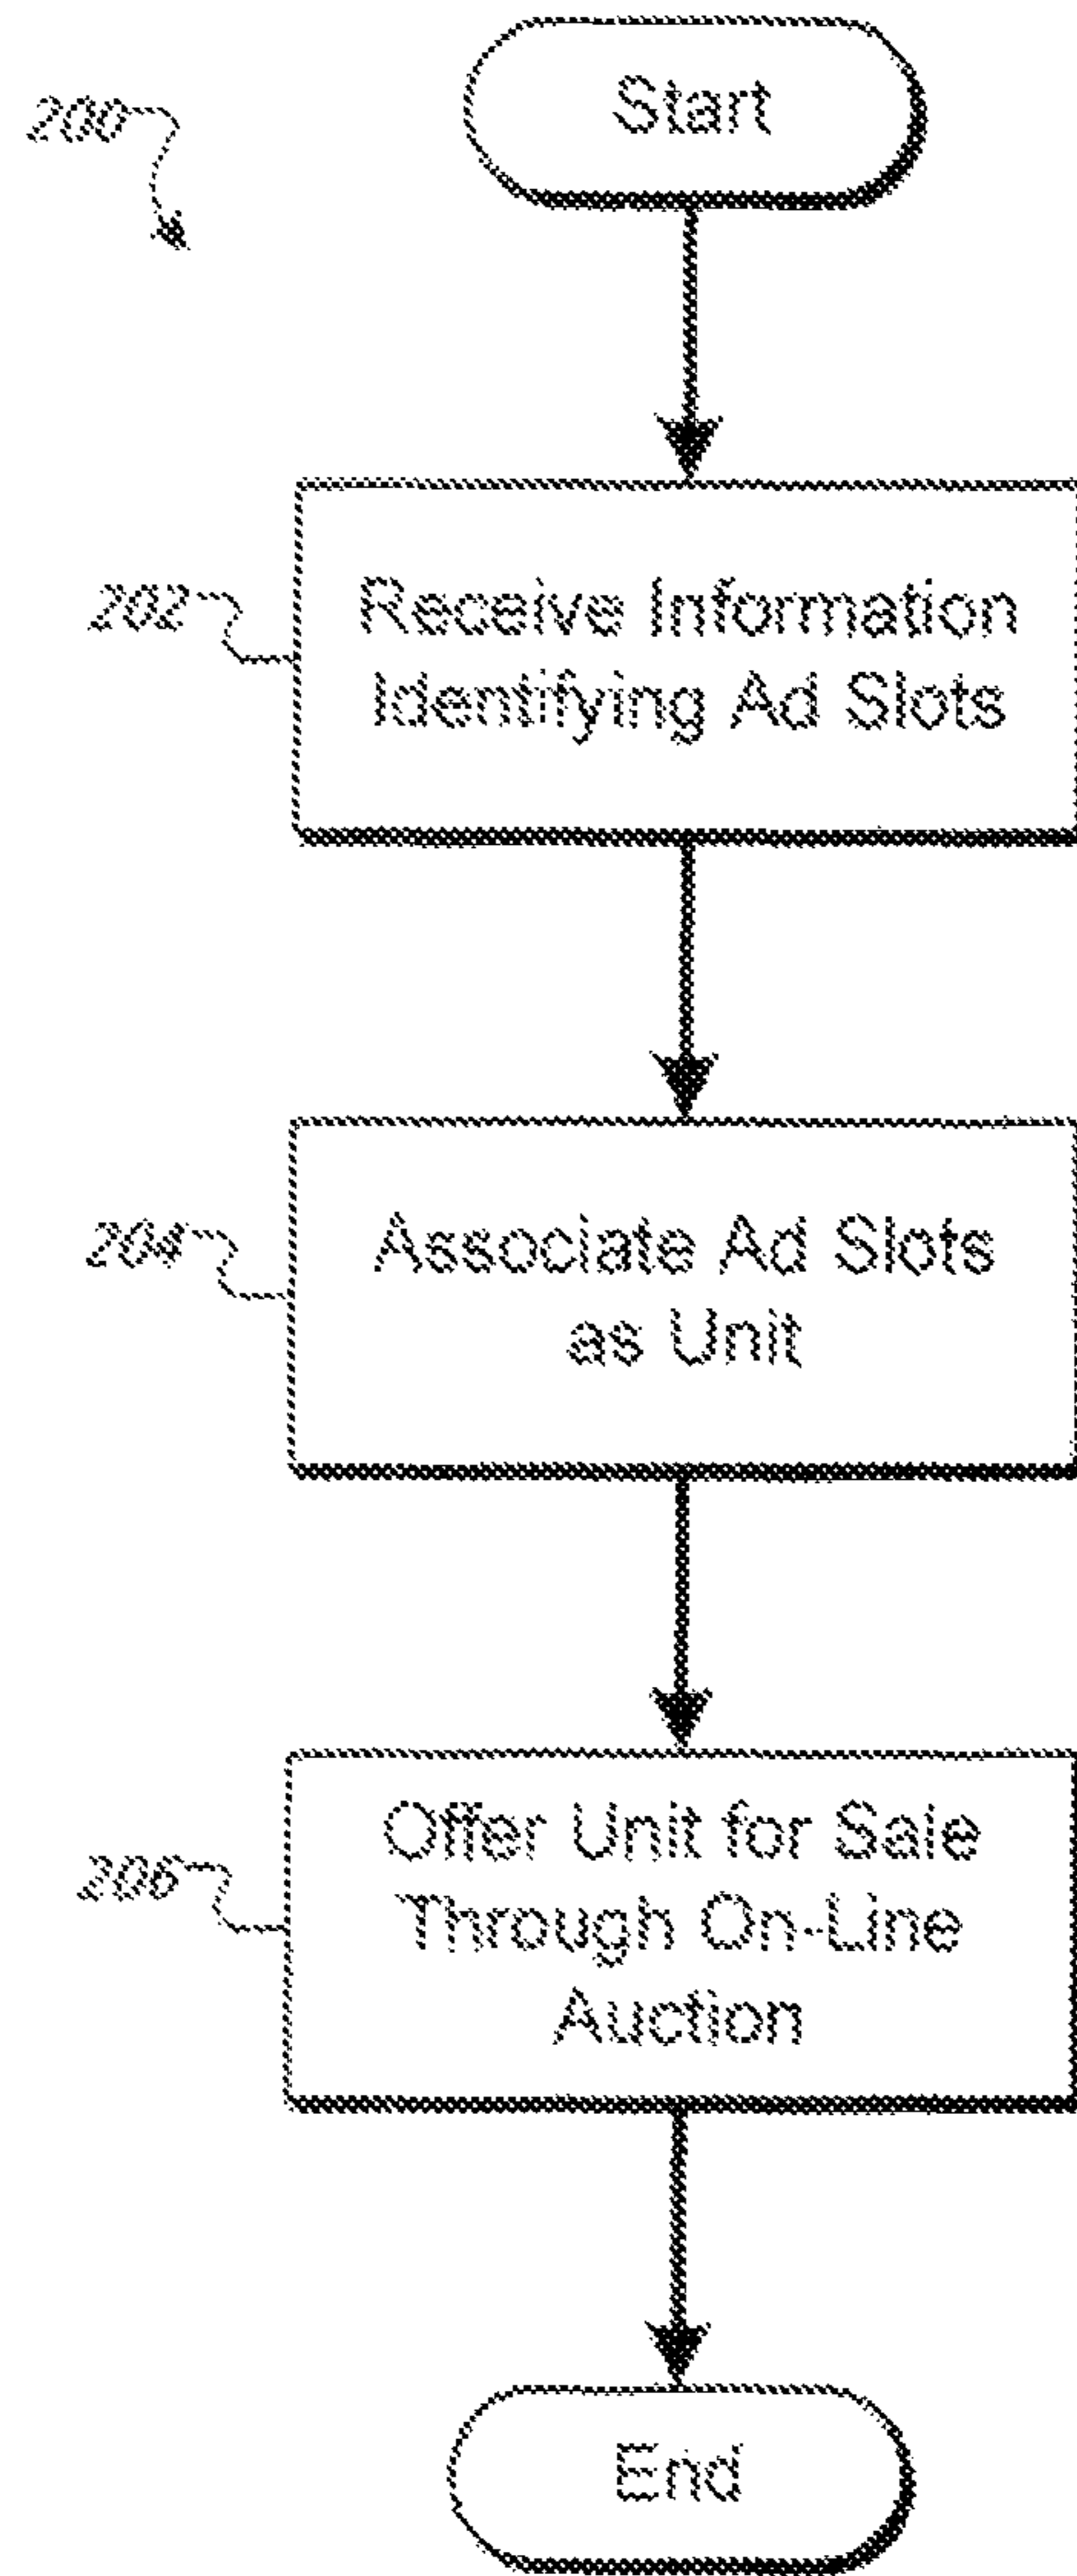 200
Start
202
Receive Information
Identifying Ad Slots
204
Associate Ad Slots
as Unit
206
Offer Unit for Sale
Through On-Line
Auction
End